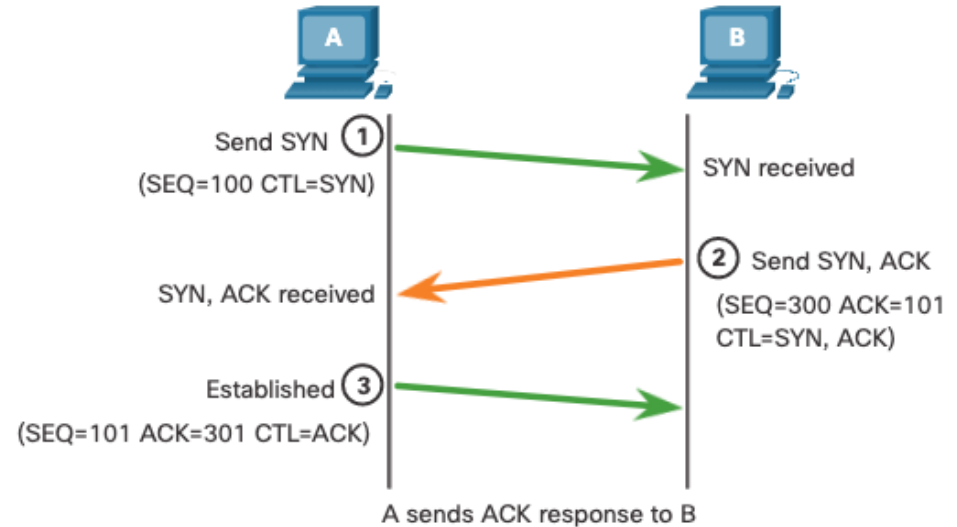 A
B
Send SYN 1
(SEQ=100 CTL=SYN)
SYN received
2 Send SYN, ACK
SYN, ACK received
(SEQ=300 ACK=101
CTL=SYN, ACK)
Established 3
(SEQ=101 ACK=301 CTL=ACK)
A sends ACK response to B